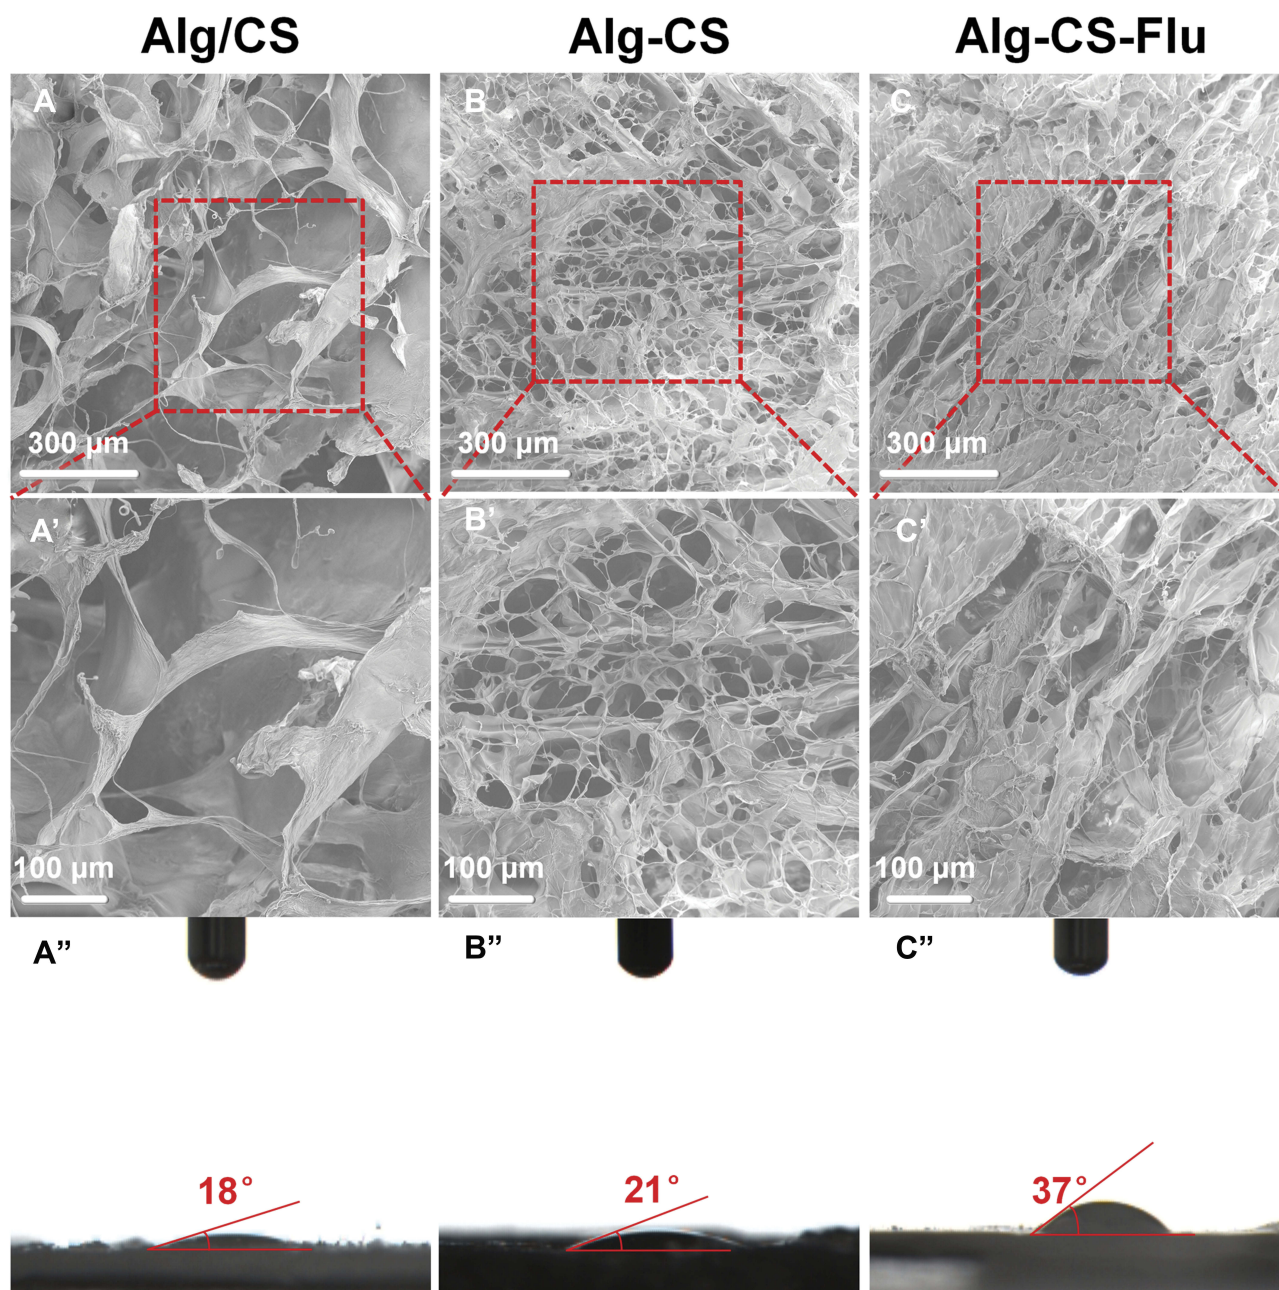 Alg/CS
Alg-CS
Alg-CS-Flu
A
B
C
300 μm
300 μm
300 μm
A’
B’
C’
100 μm
100 μm
100 μm
A”
B”
C”
18°
21°
37°